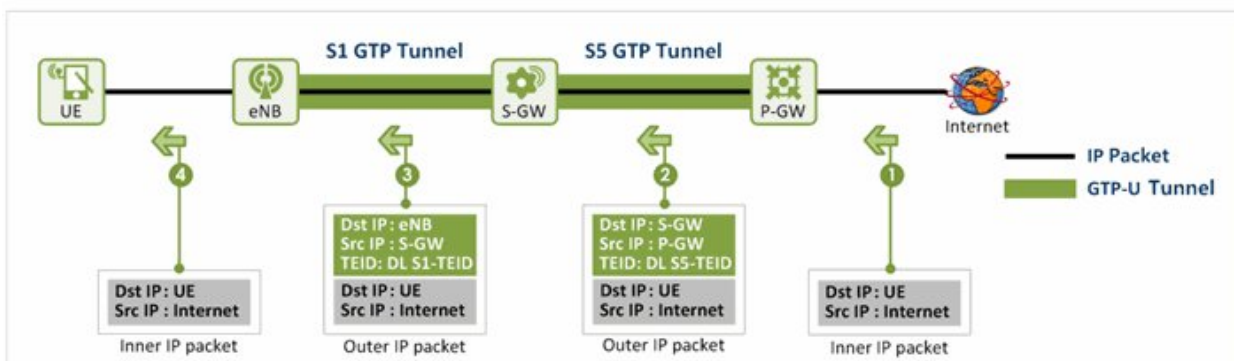 S1 GTP Tunnel
S5 GTP Tunnel
UE
eNB
S-GW
P-GW
Internet
IP Packet
GTP-U Tunnel
4
3
2
1
Dst IP : UE
Src IP : Internet
Inner IP packet
Dst IP : eNB
Src IP : S-GW
TEID: DL S1-TEID
Dst IP : UE
Src IP : Internet
Outer IP packet
Dst IP : S-GW
Src IP : P-GW
TEID: DL S5-TEID
Dst IP : UE
Src IP : Internet
Outer IP packet
Dst IP : UE
Src IP : Internet
Inner IP packet